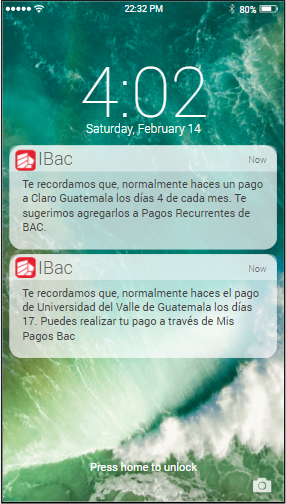 22:32 PM
80%
4:02
Saturday, February 14
IBac
Now
Te recordamos que, normalmente haces un pago
a Claro Guatemala los días 4 de cada mes. Te
sugerimos agregarlos a Pagos Recurrentes de
BAC.
IBac
Now
Te recordamos que, normalmente haces el pago
de Universidad del Valle de Guatemala los días
17. Puedes realizar tu pago a través de Mis
Pagos Bac
Press home to unlock